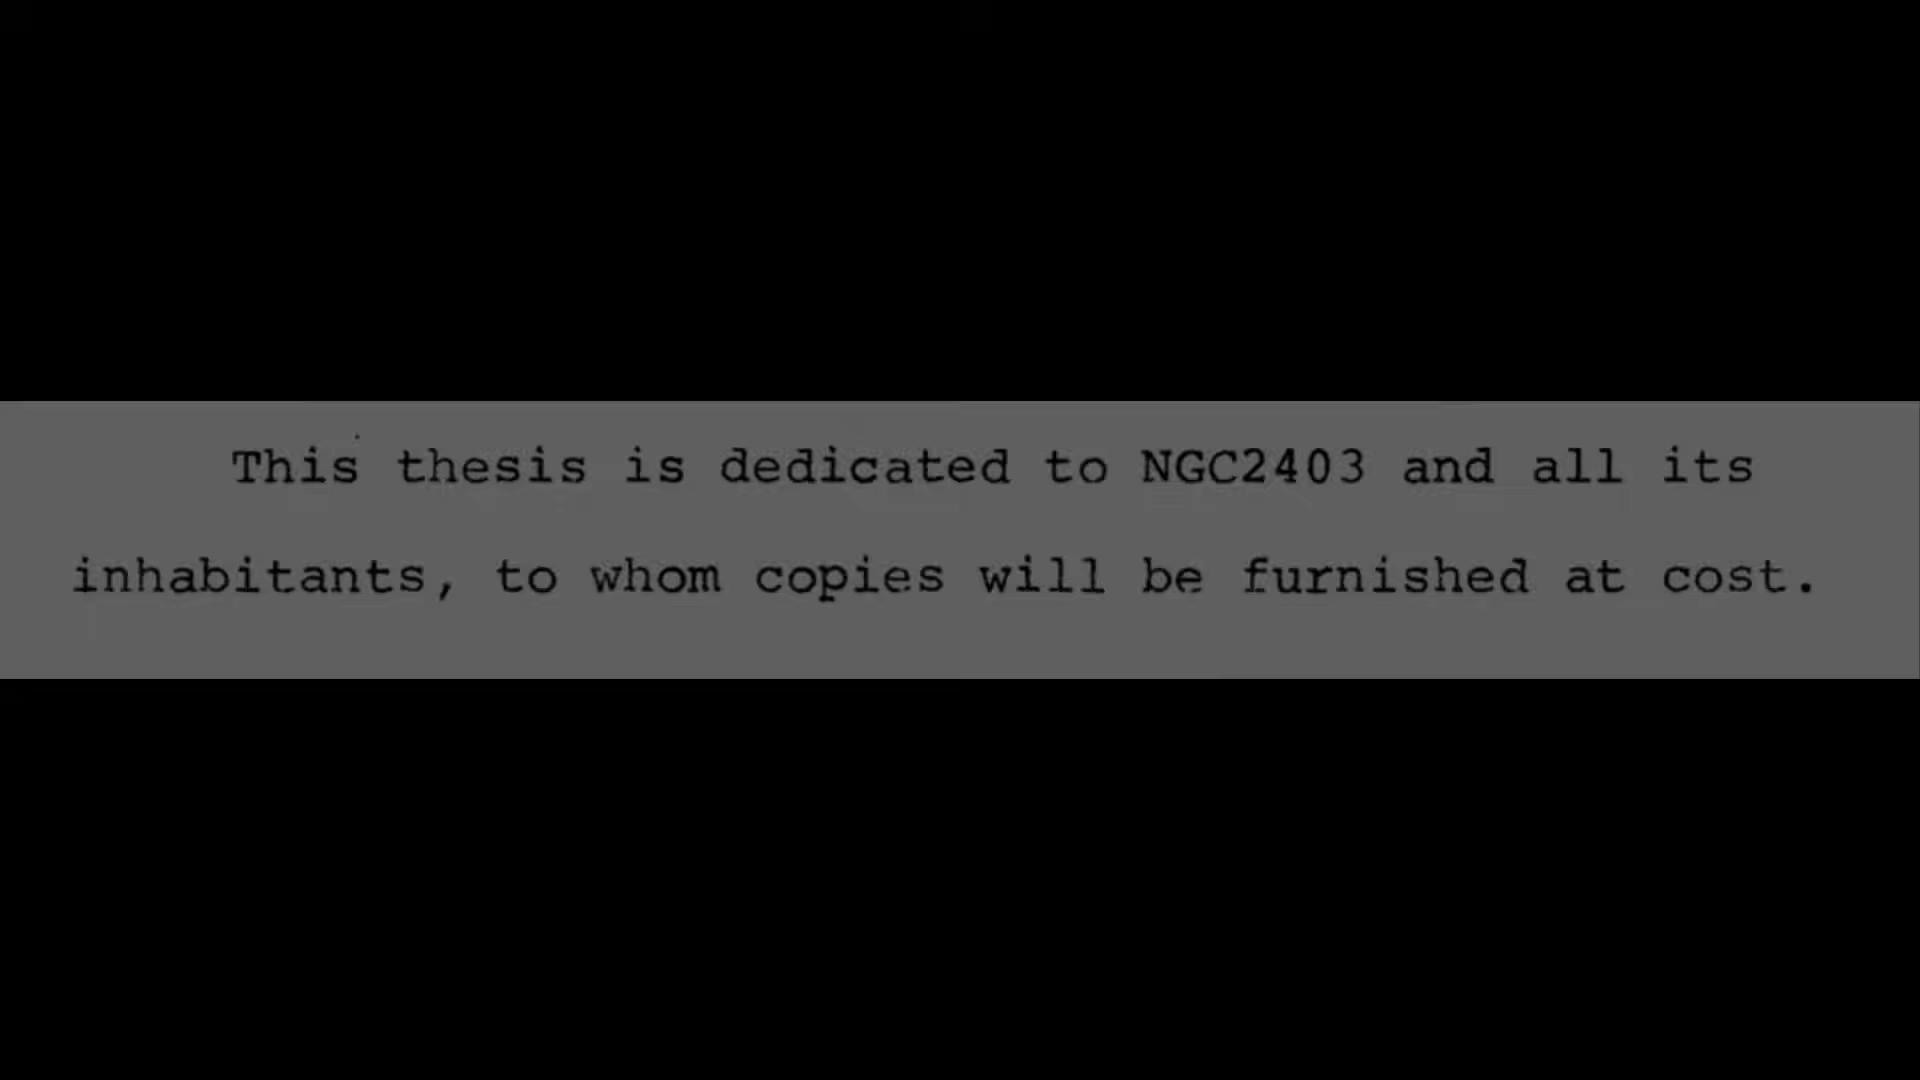 This thesis is dedicated to NGC2403 and all its
inhabitants, to whom copies will be furnished at cost.